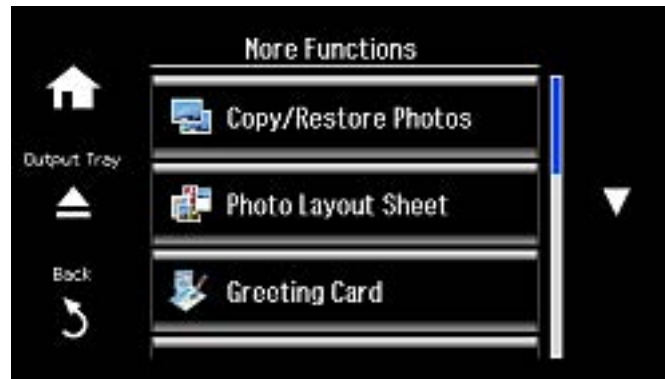 More Functions
Copy/Restore Photos
Output Tray
Photo Layout Sheet
Back
Greeting Card